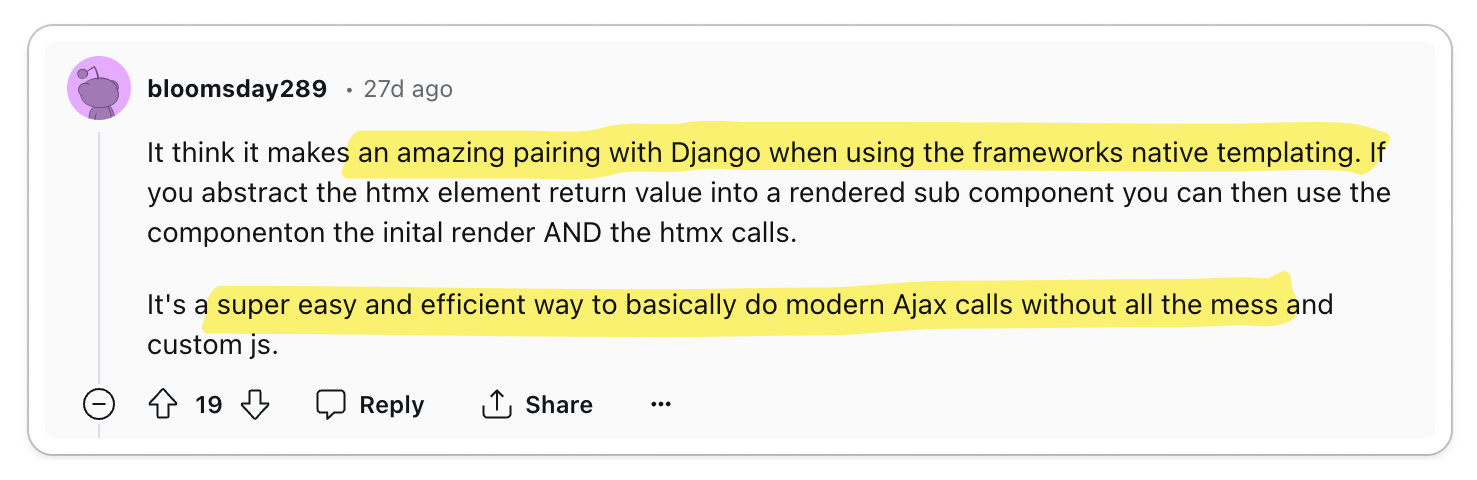 bloomsday289 • 27d ago
It think it makes an amazing pairing with Django when using the frameworks native templating. If
you abstract the htmx element return value into a rendered sub component you can then use the
componenton the inital render AND the htmx calls.
It's a super easy and efficient way to basically do modern Ajax calls without all the mess and
custom js.
19 Reply Share ...